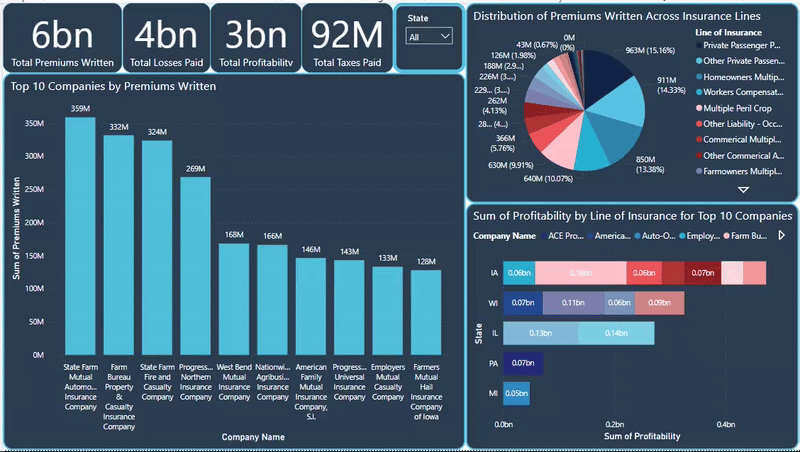 6bn
Total Premiums Written
4bn
Total Losses Paid
3bn
Total Profitability
92M
Total Taxes Paid
State
All
Top 10 Companies by Premiums Written
Sum of Premiums Written
350M
300M
250M
200M
150M
100M
50M
0M
359M
332M
324M
269M
168M
166M
146M
143M
133M
128M
State Farm Mutual Automo... Insurance Company
Farm Bureau Property & Casualty Insurance Company
State Farm Fire and Casualty Company
Progress... Northern Insurance Company
West Bend Mutual Insurance Company
Nationwi... Agribusi... Insurance Company
American Family Mutual Insurance Company, S.I.
Progress... Universal Insurance Company
Employers Mutual Casualty Company
Farmers Mutual Hail Insurance Company of Iowa
Company Name
Distribution of Premiums Written Across Insurance Lines
0M
(0%)
43M (0.67%)
126M (1.98%)
188M (2.9...)
226M (3....)
229... (3....)
262M
(4.13%)
28... (4...)
366M
(5.76%)
630M (9.91%)
640M (10.07%)
850M
(13.38%)
911M
(14.33%)
963M (15.16%)
Line of Insurance
Private Passenger P...
Other Private Passen...
Homeowners Multip...
Workers Compensat...
Multiple Peril Crop
Other Liability - Occ...
Commerical Multipl...
Other Commerical A...
Farmowners Multipl...
Sum of Profitability by Line of Insurance for Top 10 Companies
Company Name
ACE Pro...
America...
Auto-O...
Employ...
Farm Bu...
State
IA
0.06bn
0.06bn
0.07bn
WI
0.07bn
0.11bn
0.06bn
0.09bn
IL
0.13bn
0.14bn
PA
0.07bn
MI
0.05bn
0.0bn
0.2bn
0.4bn
Sum of Profitability